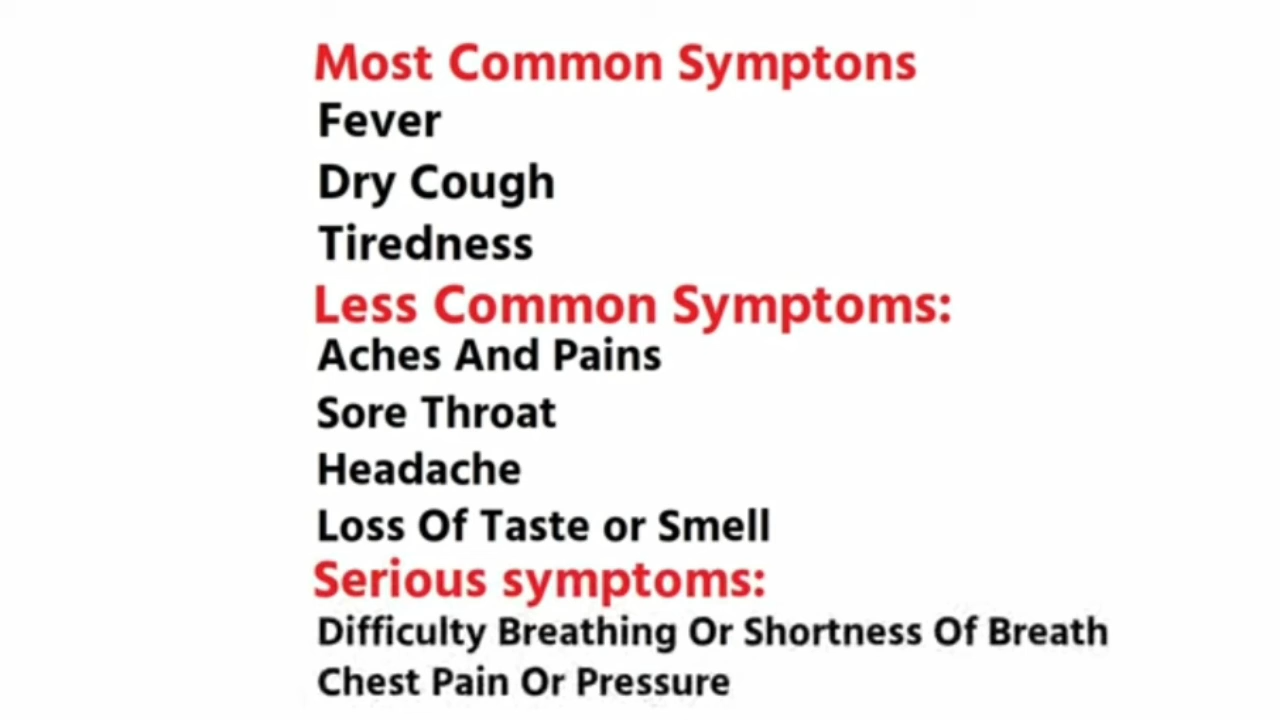 Most Common Symptons
Fever
Dry Cough
Tiredness
Less Common Symptoms:
Aches And Pains
Sore Throat
Headache
Loss Of Taste or Smell
Serious symptoms:
Difficulty Breathing Or Shortness Of Breath
Chest Pain Or Pressure